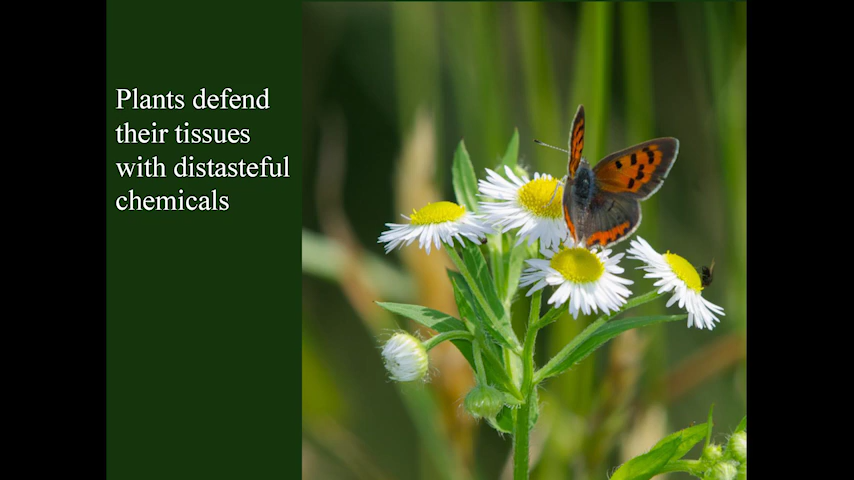 Plants defend
their tissues
with distasteful
chemicals